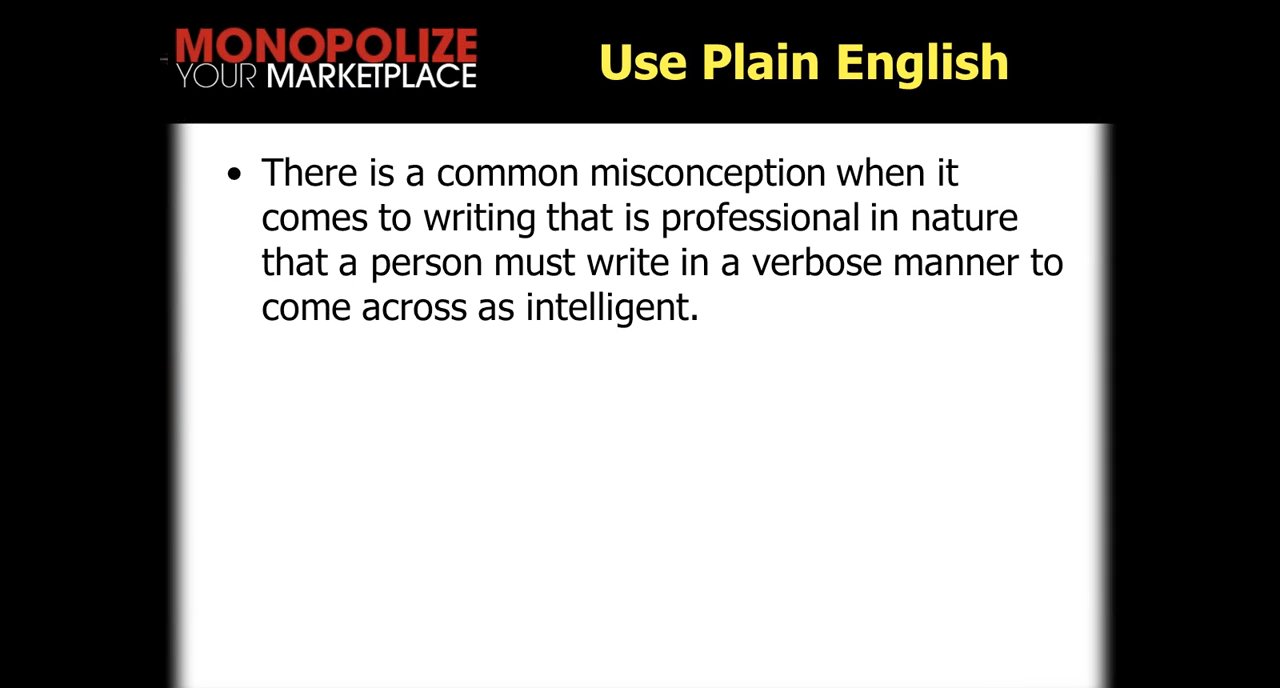 MONOPOLIZE
YOUR MARKETPLACE
Use Plain English
• There is a common misconception when it
comes to writing that is professional in nature
that a person must write in a verbose manner to
come across as intelligent.